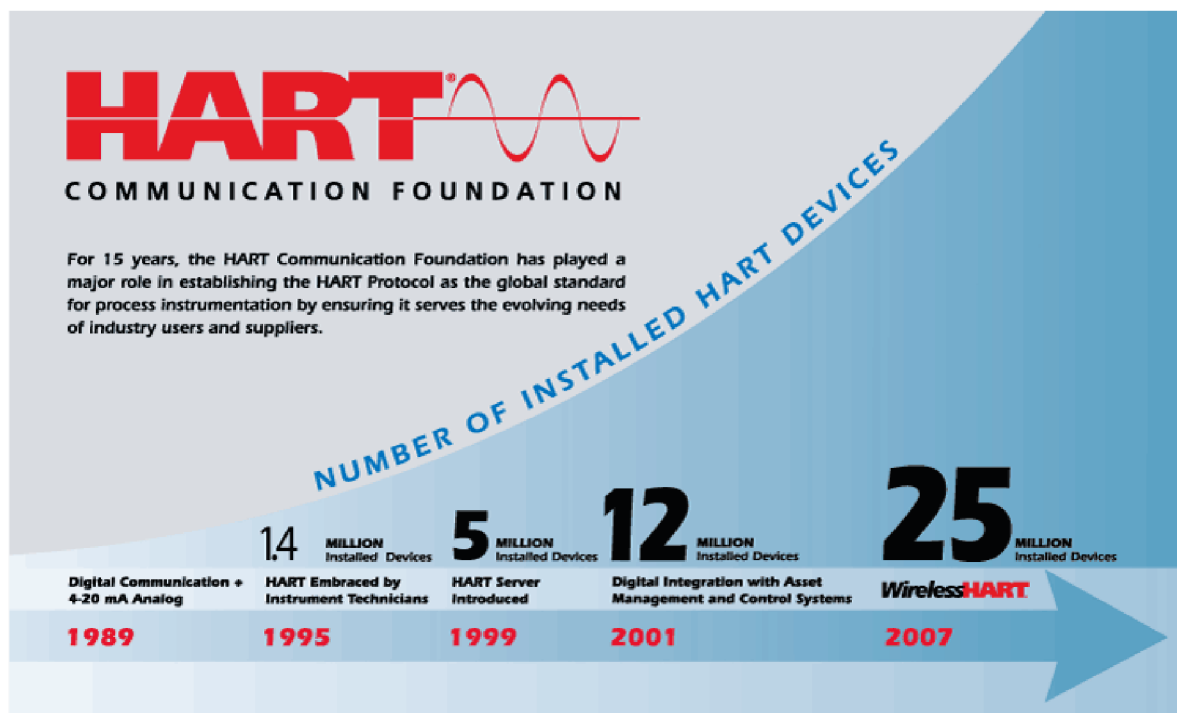 HART®
COMMUNICATION FOUNDATION
For 15 years, the HART Communication Foundation has played a
major role in establishing the HART Protocol as the global standard
for process instrumentation by ensuring it serves the evolving needs
of industry users and suppliers.
NUMBER OF INSTALLED HART DEVICES
1.4 MILLION
Installed Devices
5 MILLION
Installed Devices
12 MILLION
Installed Devices
25 MILLION
Installed Devices
Digital Communication +
4-20 mA Analog
HART Embraced by
Instrument Technicians
HART Server
Introduced
Digital Integration with Asset
Management and Control Systems
WirelessHART
1989
1995
1999
2001
2007